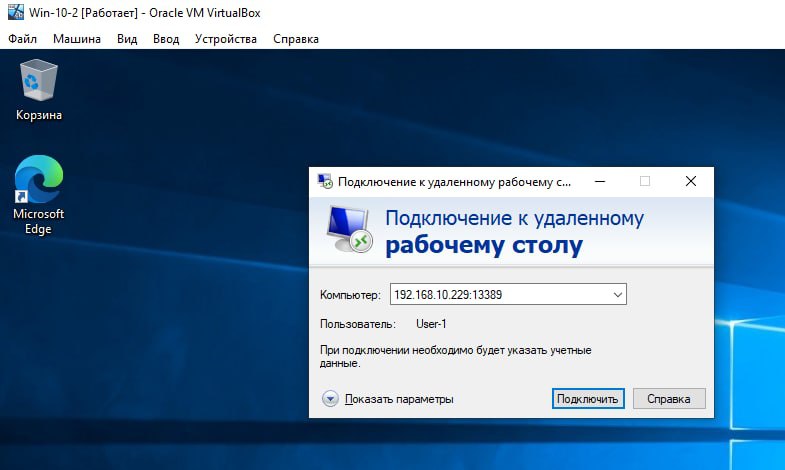 Win-10-2 [Работает] - Oracle VM VirtualBox
Файл Машина Вид Ввод Устройства Справка
Корзина
Microsoft
Edge
Подключение к удаленному рабочему с...
Подключение к удаленному
рабочему столу
Компьютер: 192.168.10.229:13389
Пользователь: User-1
При подключении необходимо будет указать учетные
данные.
Показать параметры Подключить Справка